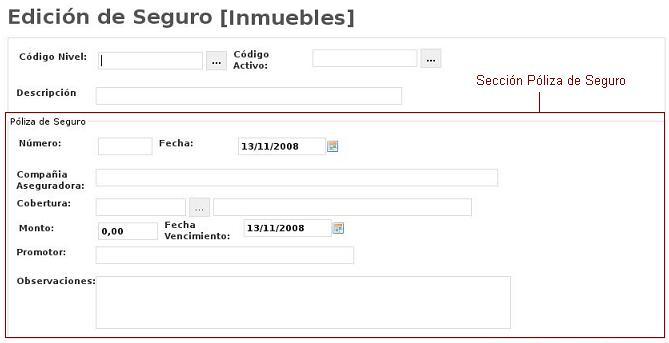 Edición de Seguro [Inmuebles]
Código Nivel: ... Código Activo: ...
Sección Póliza de Seguro
Descripción
Póliza de Seguro
Número: Fecha: 13/11/2008
Compañia Aseguradora:
Cobertura: ...
Monto: 0,00 Fecha Vencimiento: 13/11/2008
Promotor:
Observaciones: